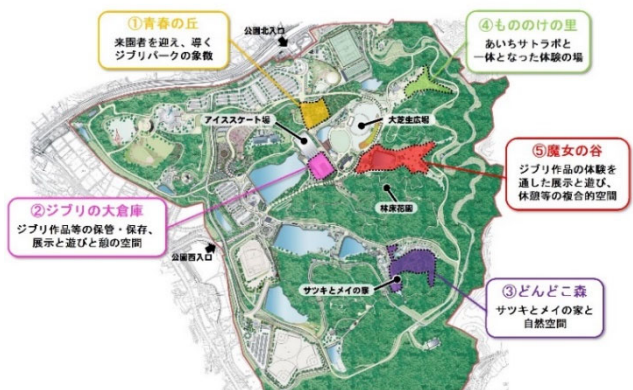 ①青春の丘
来園者を迎え、導く
ジブリパークの象徴
公園北入口
④もののけの里
あいちサトラボと
一体となった体験の場
アイススケート場
大芝生広場
⑤魔女の谷
ジブリ作品の体験を
通した展示と遊び、
休憩等の複合的空間
②ジブリの大倉庫
ジブリ作品等の保管・保存、
展示と遊びと憩の空間
林床花園
公園西入口
サツキとメイの家
③どんどこ森
サツキとメイの家と
自然空間